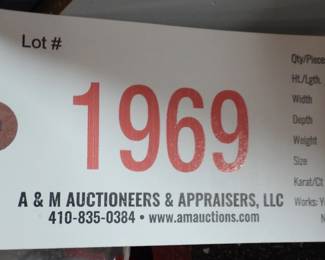 Lot #
1969
A & M AUCTIONEERS & APPRAISERS, LLC
410-835-0384 • www.amauctions.com
Qty/Piece
Ht./Lgth.
Width
Depth
Weight
Size
Karat/Ct
Works: Y
N